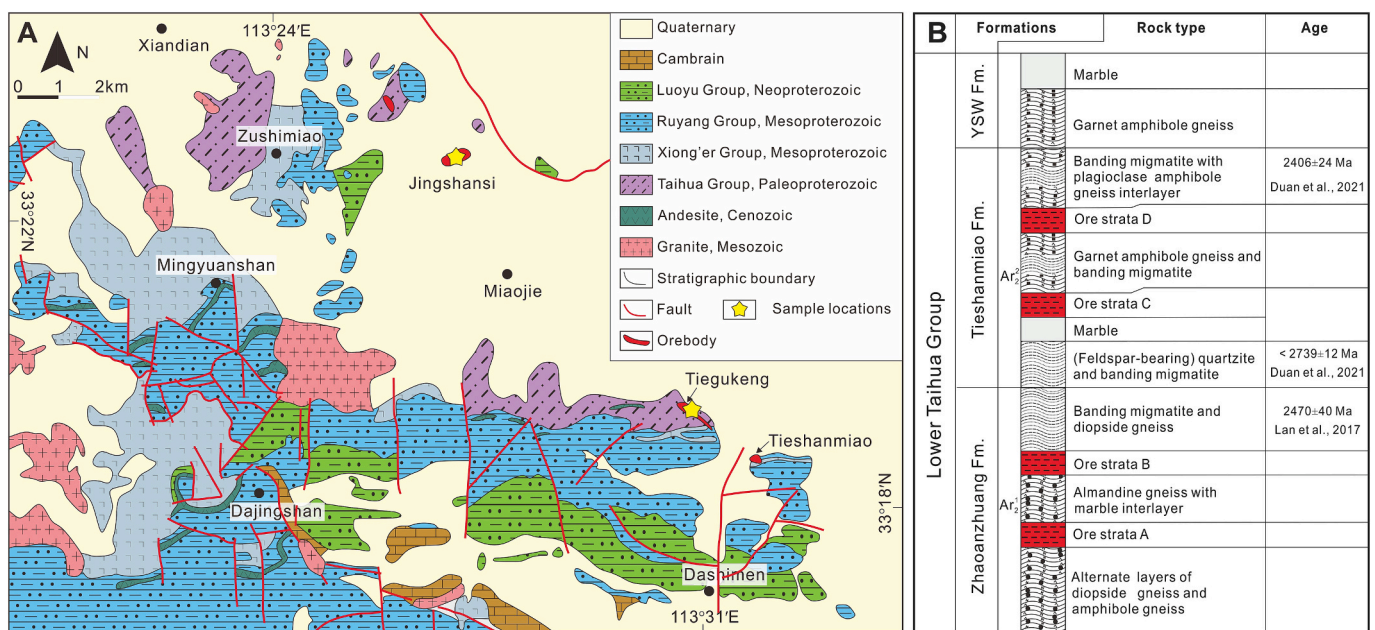 A
N
0 1 2km
Xiandian
113°24′E
Zushimiao
Jingshansi
33°22′N
Mingyuanshan
Miaojie
Tiegukeng
Tieshanmiao
Dajingshan
33°18′N
Dashimen
113°31′E
Quaternary
Cambrain
Luoyu Group, Neoproterozoic
Ruyang Group, Mesoproterozoic
Xiong'er Group, Mesoproterozoic
Taihua Group, Paleoproterozoic
Andesite, Cenozoic
Granite, Mesozoic
Stratigraphic boundary
Fault
Sample locations
Orebody
B
Formations
Rock type
Age
Lower Taihua Group
YSW Fm.
Marble
Garnet amphibole gneiss
Tieshanmiao Fm.
Ar₂²
Banding migmatite with
plagioclase amphibole
gneiss interlayer
2406±24 Ma
Duan et al., 2021
Ore strata D
Garnet amphibole gneiss and
banding migmatite
Ore strata C
Marble
(Feldspar-bearing) quartzite
and banding migmatite
< 2739±12 Ma
Duan et al., 2021
Zhaoanzhuang Fm.
Ar₂¹
Banding migmatite and
diopside gneiss
2470±40 Ma
Lan et al., 2017
Ore strata B
Almandine gneiss with
marble interlayer
Ore strata A
Alternate layers of
diopside gneiss and
amphibole gneiss